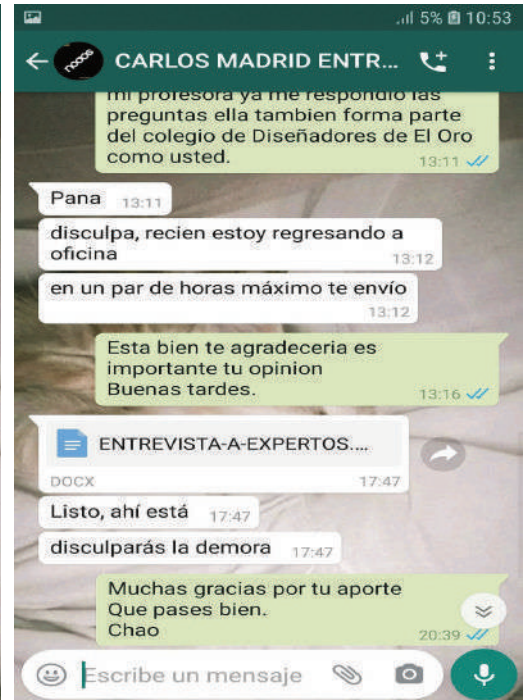 5% 10:53
CARLOS MADRID ENTR...
mi profesora ya me respondio las
preguntas ella tambien forma parte
del colegio de Diseñadores de El Oro
como usted.
13:11
Pana 13:11
disculpa, recien estoy regresando a
oficina
13:12
en un par de horas máximo te envío
13:12
Esta bien te agradeceria es
importante tu opinion
Buenas tardes.
13:16
ENTREVISTA-A-EXPERTOS....
DOCX 17:47
Listo, ahí está 17:47
disculparás la demora 17:47
Muchas gracias por tu aporte
Que pases bien.
Chao
20:39
Escribe un mensaje